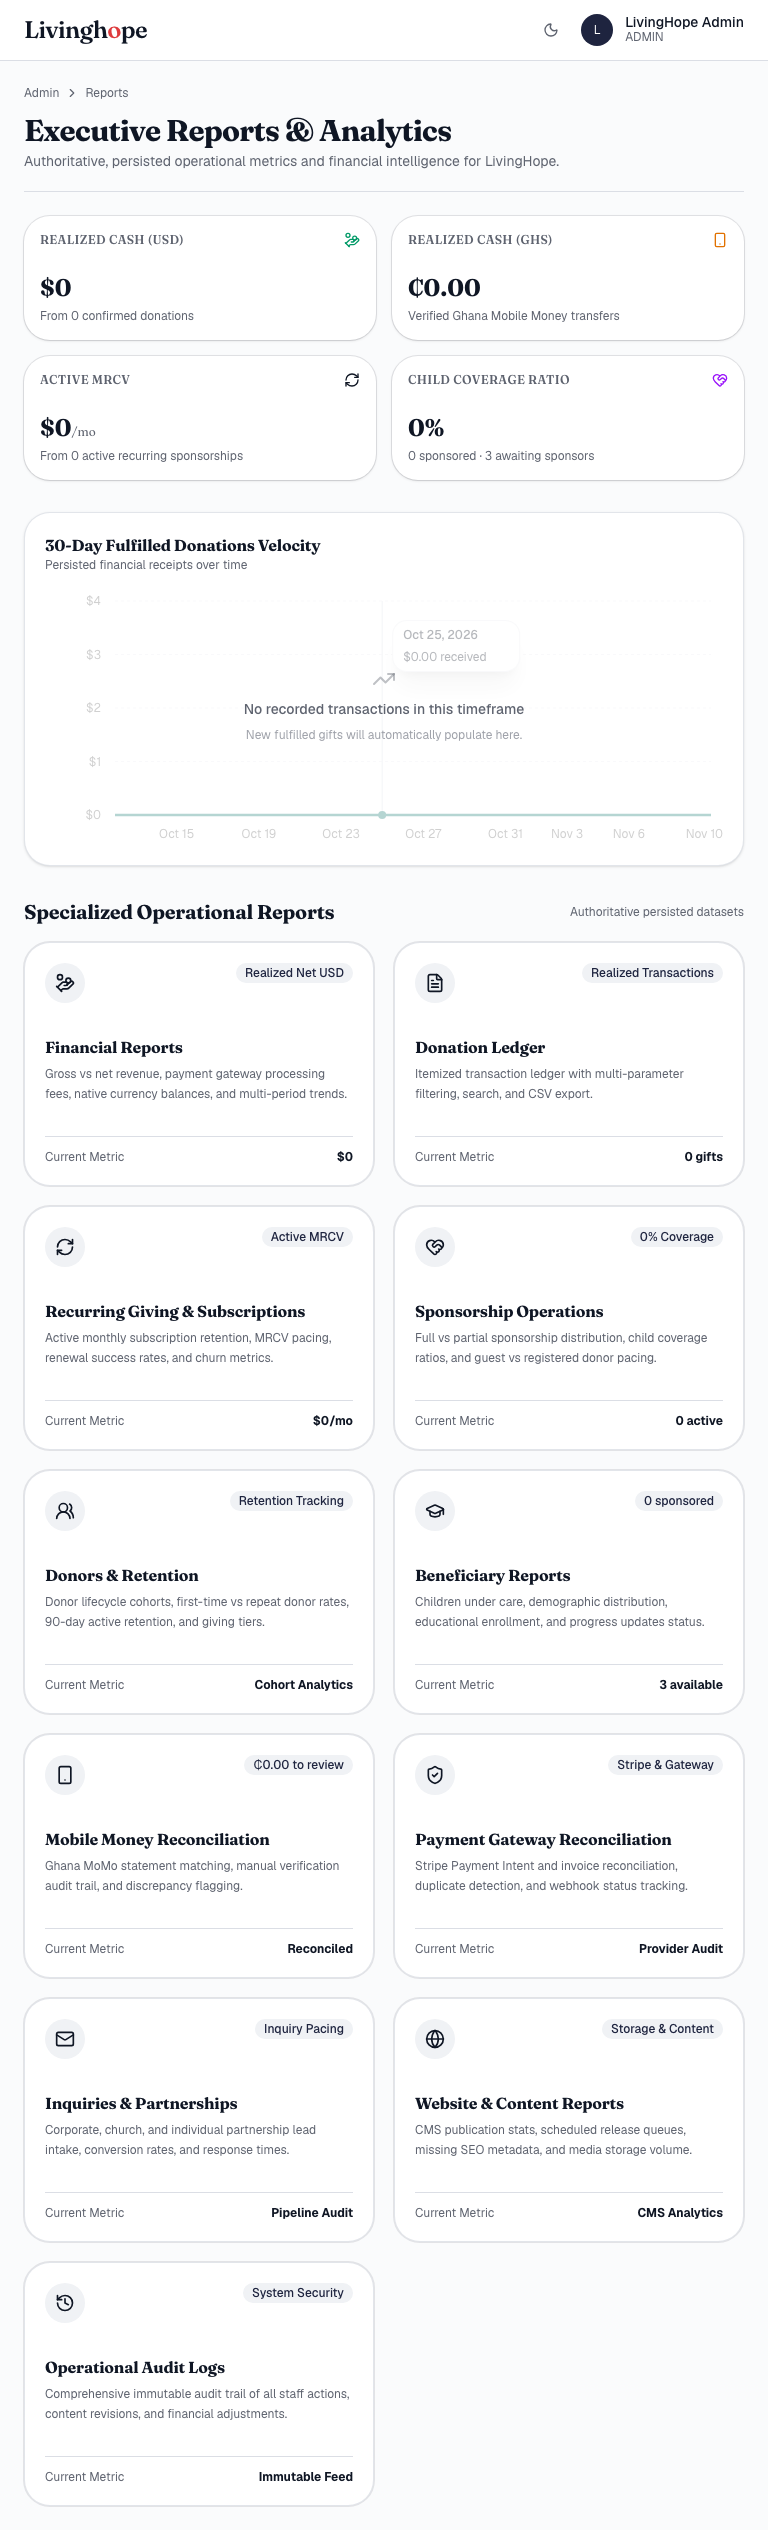 Livinghope
L
LivingHope Admin
ADMIN
Admin
Reports
Executive Reports & Analytics
Authoritative, persisted operational metrics and financial intelligence for LivingHope.
REALIZED CASH (USD)
$0
From 0 confirmed donations
REALIZED CASH (GHS)
₵0.00
Verified Ghana Mobile Money transfers
ACTIVE MRCV
$0/mo
From 0 active recurring sponsorships
CHILD COVERAGE RATIO
0%
0 sponsored · 3 awaiting sponsors
30-Day Fulfilled Donations Velocity
Persisted financial receipts over time
$4
$3
$2
$1
$0
Oct 25, 2026
$0.00 received
No recorded transactions in this timeframe
New fulfilled gifts will automatically populate here.
Oct 15
Oct 19
Oct 23
Oct 27
Oct 31
Nov 3
Nov 6
Nov 10
Specialized Operational Reports
Authoritative persisted datasets
Realized Net USD
Financial Reports
Gross vs net revenue, payment gateway processing
fees, native currency balances, and multi-period trends.
Current Metric
$0
Realized Transactions
Donation Ledger
Itemized transaction ledger with multi-parameter
filtering, search, and CSV export.
Current Metric
0 gifts
Active MRCV
Recurring Giving & Subscriptions
Active monthly subscription retention, MRCV pacing,
renewal success rates, and churn metrics.
Current Metric
$0/mo
0% Coverage
Sponsorship Operations
Full vs partial sponsorship distribution, child coverage
ratios, and guest vs registered donor pacing.
Current Metric
0 active
Retention Tracking
Donors & Retention
Donor lifecycle cohorts, first-time vs repeat donor rates,
90-day active retention, and giving tiers.
Current Metric
Cohort Analytics
0 sponsored
Beneficiary Reports
Children under care, demographic distribution,
educational enrollment, and progress updates status.
Current Metric
3 available
₵0.00 to review
Mobile Money Reconciliation
Ghana MoMo statement matching, manual verification
audit trail, and discrepancy flagging.
Current Metric
Reconciled
Stripe & Gateway
Payment Gateway Reconciliation
Stripe Payment Intent and invoice reconciliation,
duplicate detection, and webhook status tracking.
Current Metric
Provider Audit
Inquiry Pacing
Inquiries & Partnerships
Corporate, church, and individual partnership lead
intake, conversion rates, and response times.
Current Metric
Pipeline Audit
Storage & Content
Website & Content Reports
CMS publication stats, scheduled release queues,
missing SEO metadata, and media storage volume.
Current Metric
CMS Analytics
System Security
Operational Audit Logs
Comprehensive immutable audit trail of all staff actions,
content revisions, and financial adjustments.
Current Metric
Immutable Feed